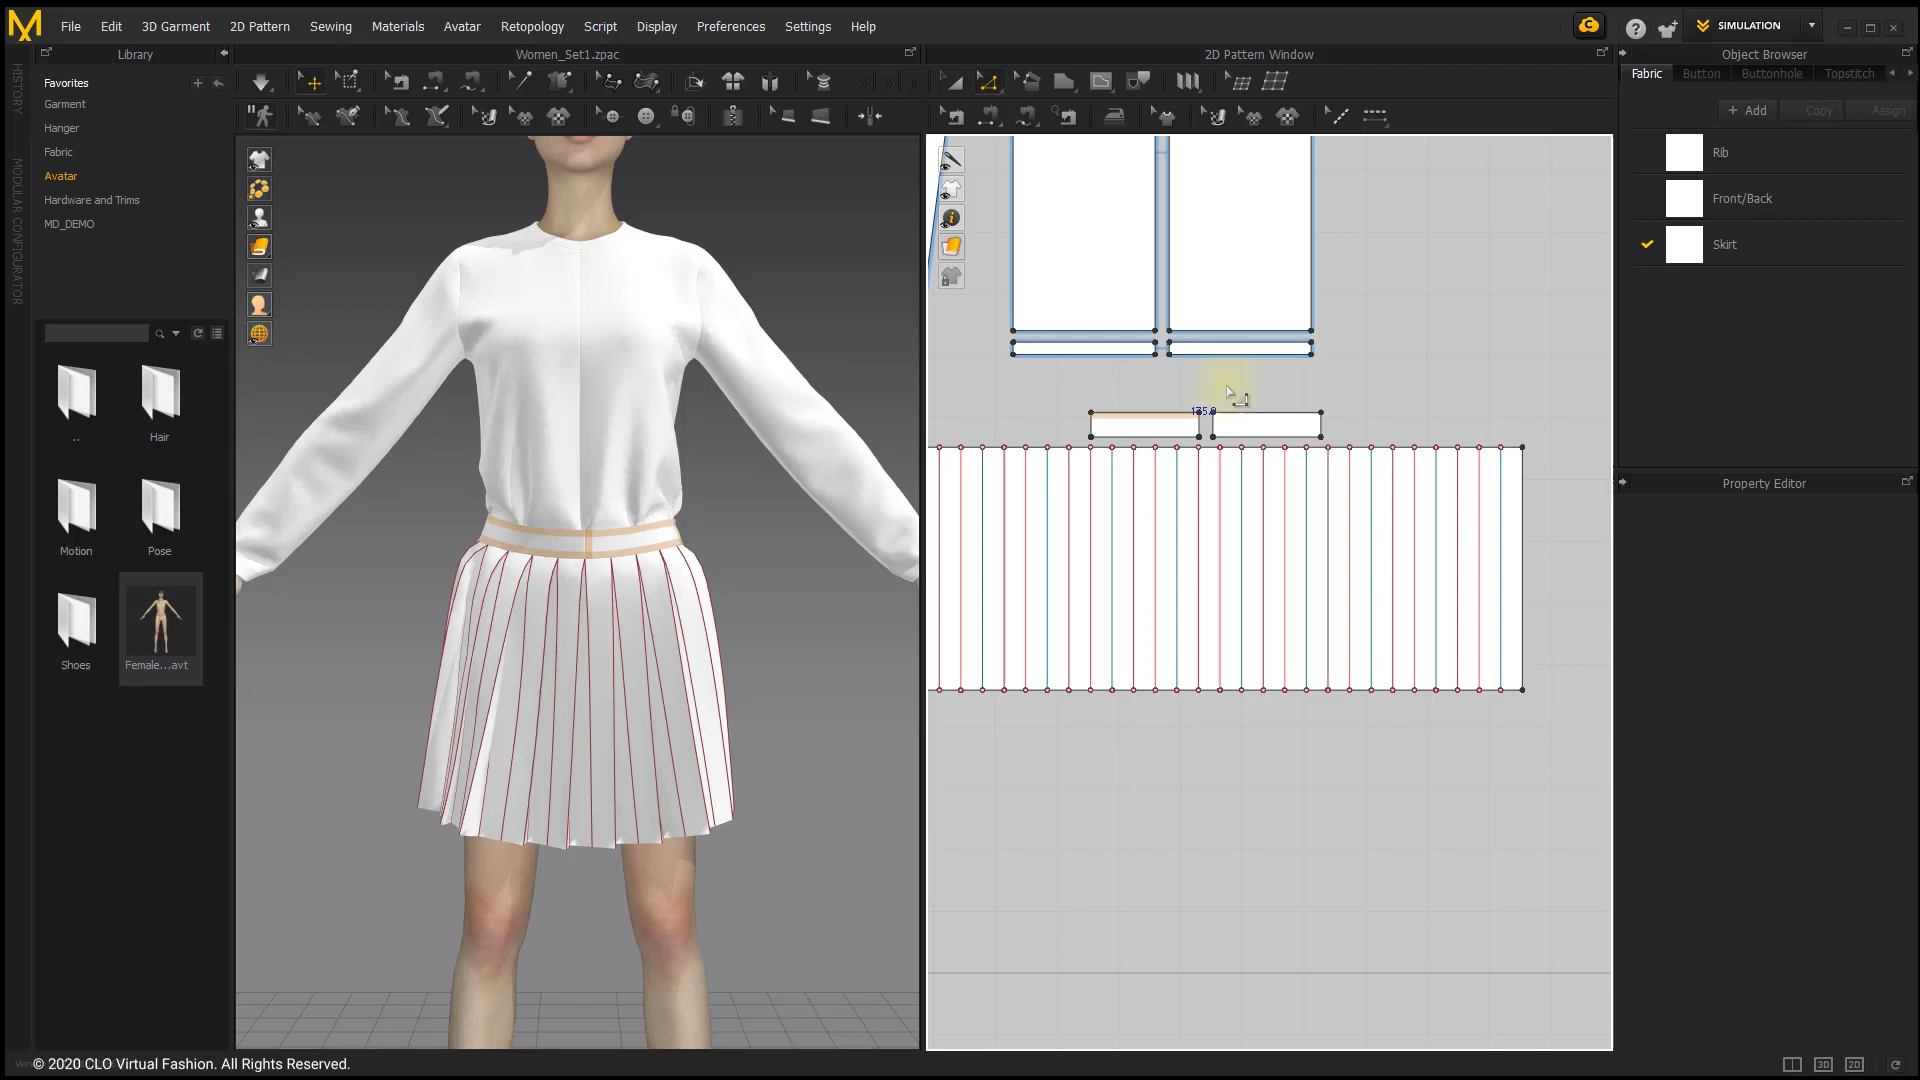 File Edit 3D Garment 2D Pattern Sewing Materials Avatar Retopology Script Display Preferences Settings Help
SIMULATION
Library
Women_Set1.zpac
2D Pattern Window
Object Browser
HISTORY
MODULAR CONFIGURATOR
Favorites
Garment
Hanger
Fabric
Avatar
Hardware and Trims
MD_DEMO
..
Hair
Motion
Pose
Shoes
Female...avt
Fabric Button Buttonhole Topstitch
+ Add Copy Assign
Rib
Front/Back
Skirt
Property Editor
3D 2D
© 2020 CLO Virtual Fashion. All Rights Reserved.